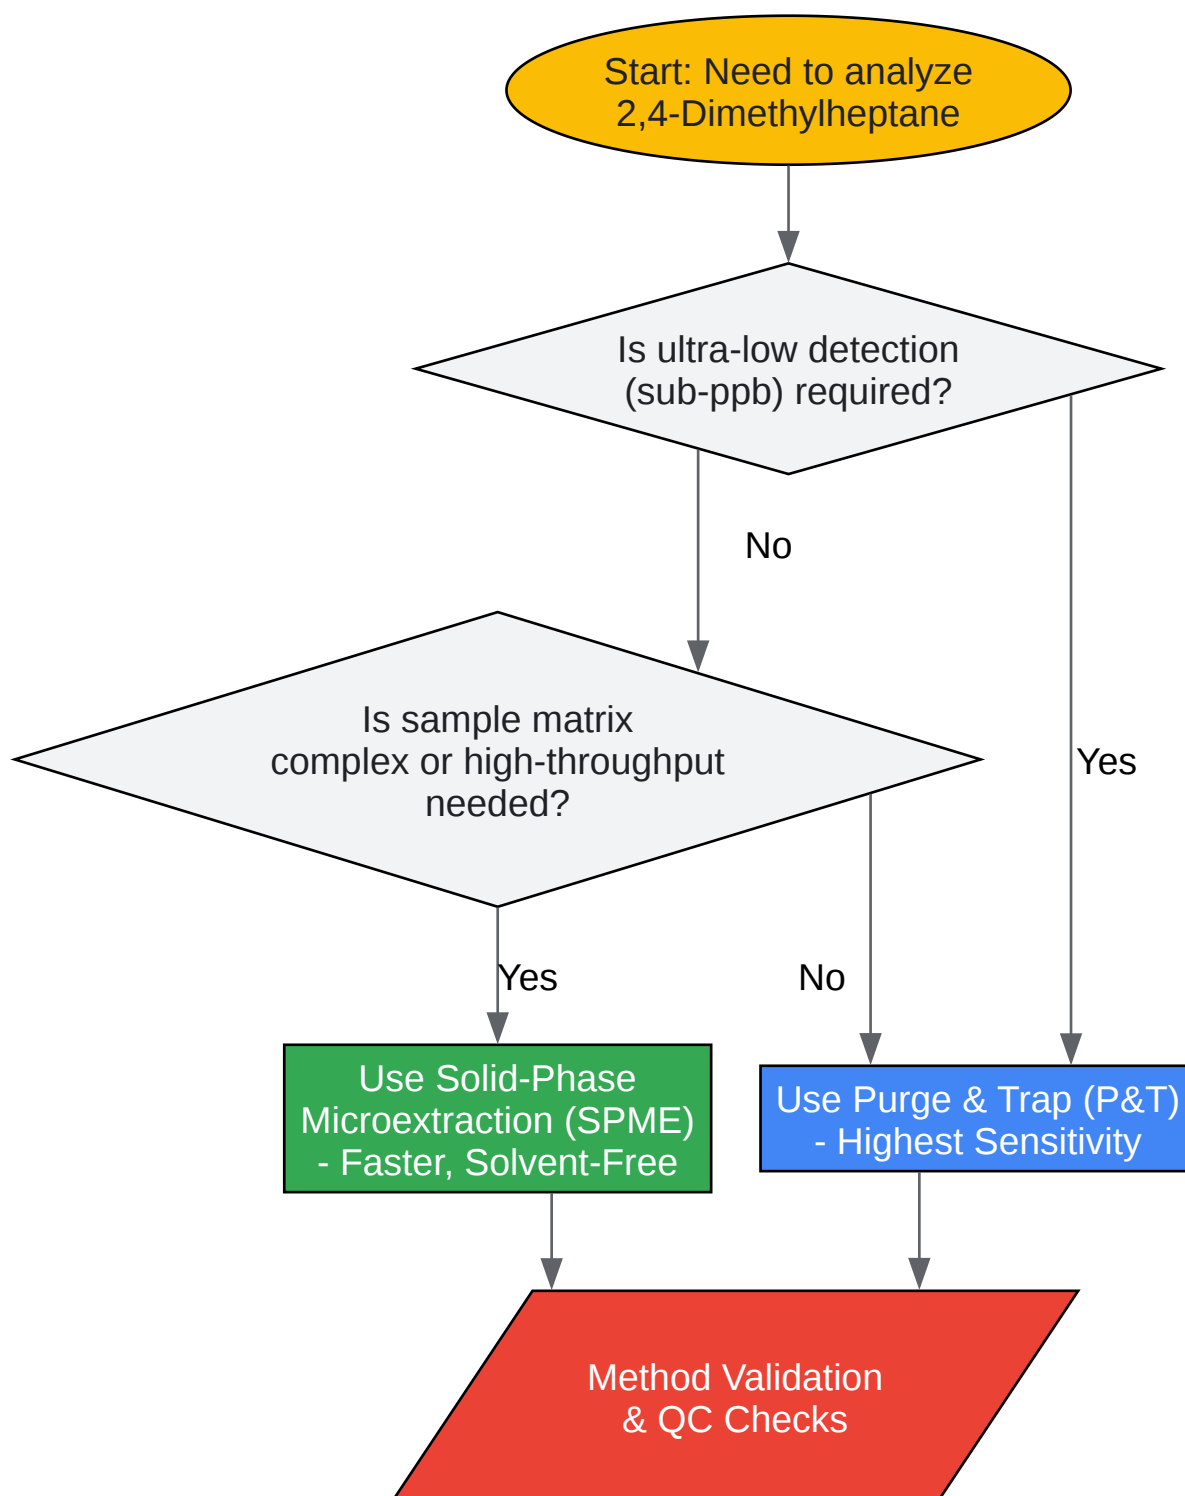 Start: Need to analyze
2,4-Dimethylheptane
Is ultra-low detection
(sub-ppb) required?
No
Is sample matrix
complex or high-throughput
needed?
Yes
Yes
No
Use Solid-Phase
Microextraction (SPME)
- Faster, Solvent-Free
Use Purge & Trap (P&T)
- Highest Sensitivity
Method Validation
& QC Checks